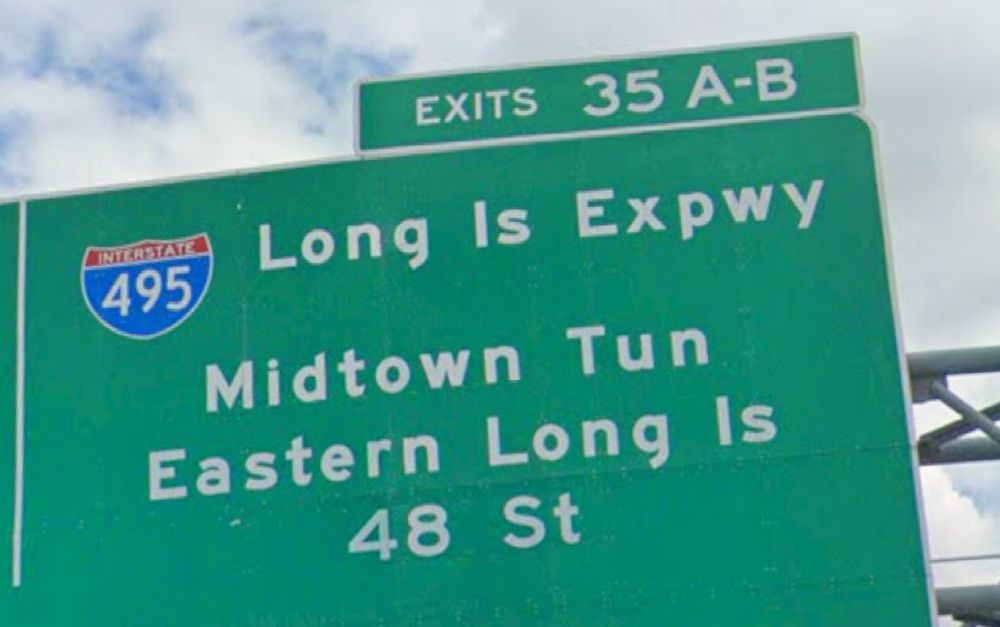 EXITS 35 A-B
INTERSTATE
495
Long Is Expwy
Midtown Tun
Eastern Long Is
48 St